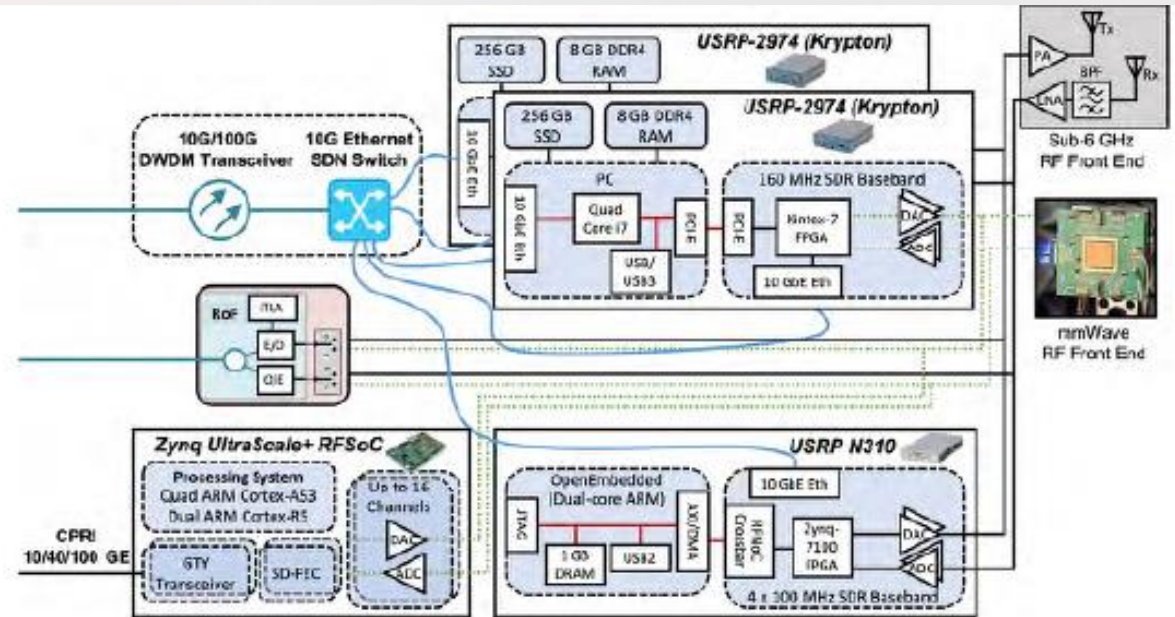 USRP-2974 (Krypton)
256 GB
SSD
8 GB DDR4
RAM
10 GbE Eth
USRP-2974 (Krypton)
256 GB
SSD
8 GB DDR4
RAM
PC
10 GbE Eth
Quad
Core i7
USB/
USB3
PCIE
160 MHz SDR Baseband
PCIE
Kintex-7
FPGA
10 GbE Eth
DAC
ADC
Tx
PA
BPF
Rx
LNA
Sub-6 GHz
RF Front End
mmWave
RF Front End
10G/100G
DWDM Transceiver
10G Ethernet
SDN Switch
RoF
E/O
O/E
Zynq UltraScale+ RFSoC
Processing System
Quad ARM Cortex-A53
Dual ARM Cortex-R5
Up to 16
Channels
DAC
ADC
CPRI
10/40/100 GE
GTY
Transceiver
SD-FEC
USRP N310
OpenEmbedded
(Dual-core ARM)
JTAG
1 GB
DRAM
USB2
AXI/DMA
10 GbE Eth
RFNoC
Crossbar
Zynq-
7100
FPGA
DAC
ADC
4 x 100 MHz SDR Baseband